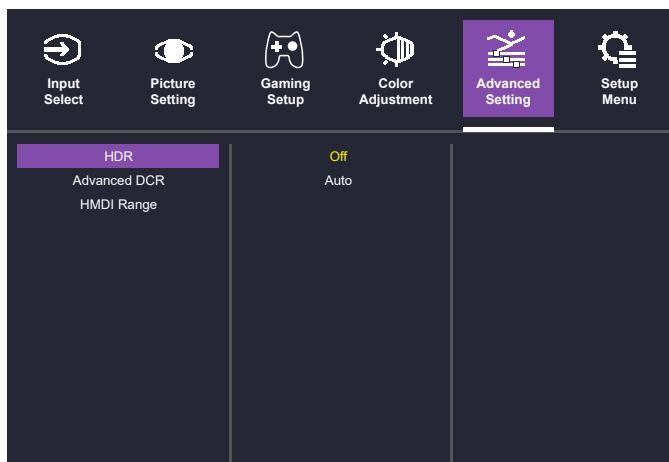 Input
Select
Picture
Setting
Gaming
Setup
Color
Adjustment
Advanced
Setting
Setup
Menu
HDR
Advanced DCR
HMDI Range
Off
Auto